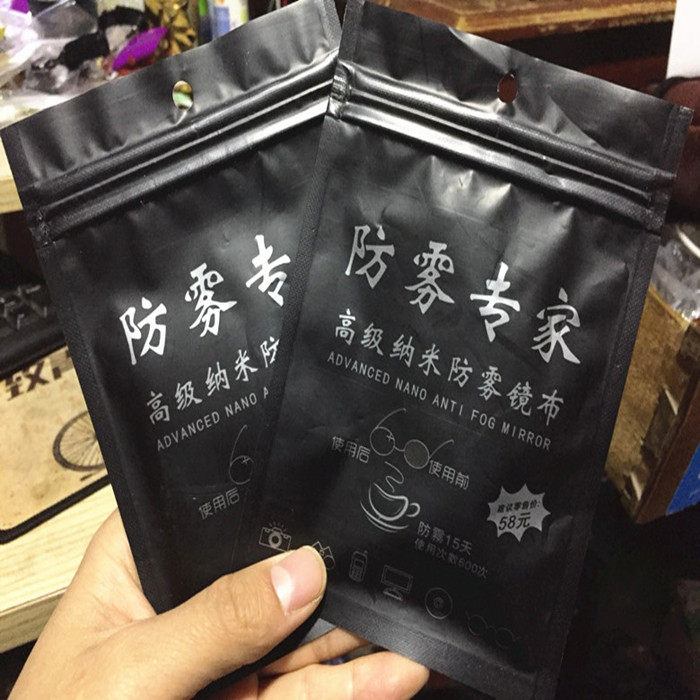 防雾专
高级纳米防
ADVANCED NANO A
使用后
防雾专家
高级纳米防雾镜布
ADVANCED NANO ANTI FOG MIRROR
使用后
使用前
建议零售价:
58元
防雾15天
使用次数600次